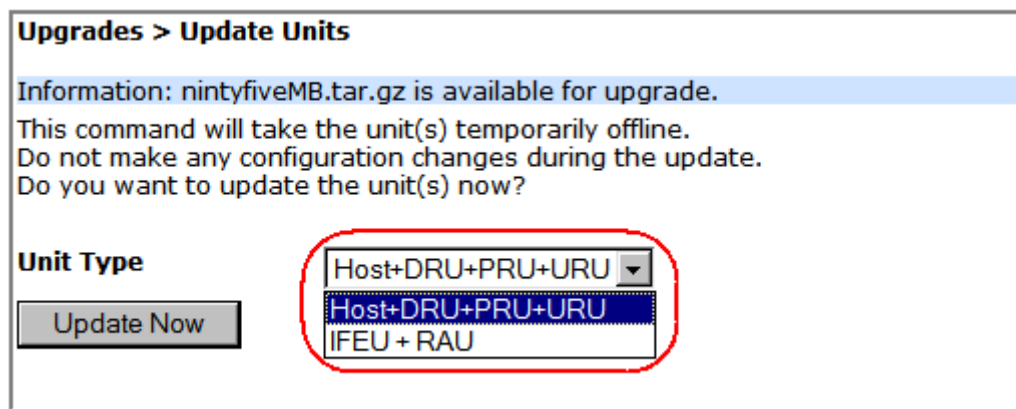 Upgrades > Update Units
Information: nintyfiveMB.tar.gz is available for upgrade.
This command will take the unit(s) temporarily offline.
Do not make any configuration changes during the update.
Do you want to update the unit(s) now?
Unit Type
Host+DRU+PRU+URU
Host+DRU+PRU+URU
IFEU + RAU
Update Now